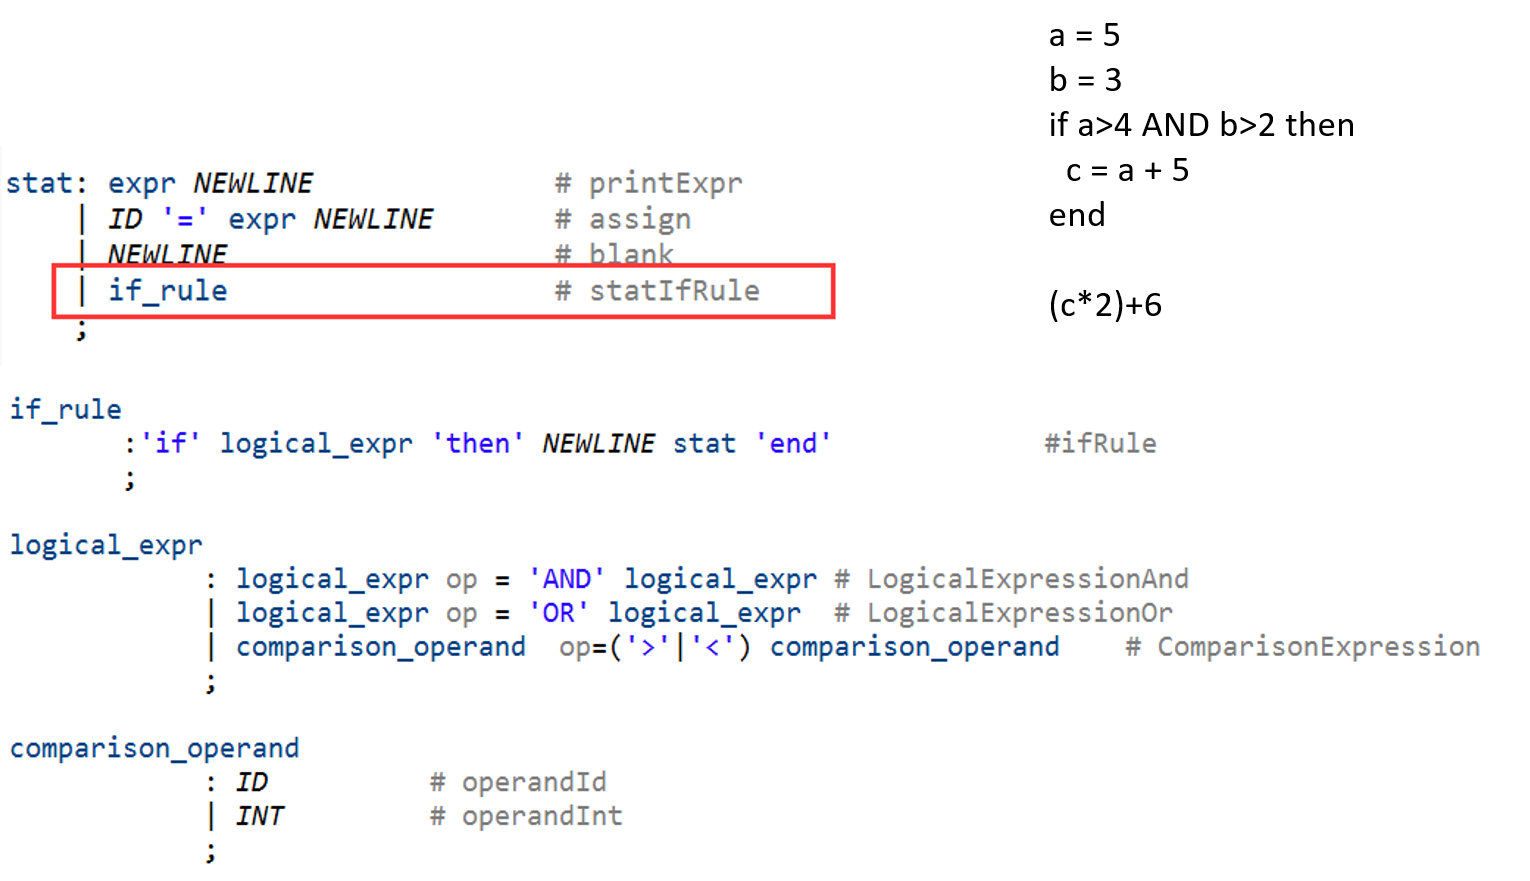 a = 5
b = 3
if a>4 AND b>2 then
c = a + 5
end
(c*2)+6
stat: expr NEWLINE # printExpr
| ID '=' expr NEWLINE # assign
| NEWLINE # blank
| if_rule # statIfRule
;
if_rule
:'if' logical_expr 'then' NEWLINE stat 'end' #ifRule
;
logical_expr
: logical_expr op = 'AND' logical_expr # LogicalExpressionAnd
| logical_expr op = 'OR' logical_expr # LogicalExpressionOr
| comparison_operand op=('>'|'<') comparison_operand # ComparisonExpression
;
comparison_operand
: ID # operandId
| INT # operandInt
;